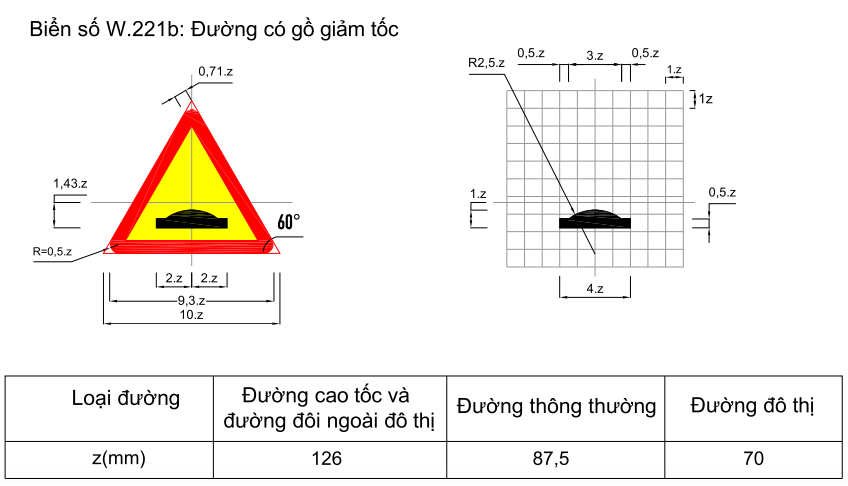 Biển số W.221b: Đường có gồ giảm tốc
0,71.z
1,43.z
60°
R=0,5.z
2.z
2.z
9,3.z
10.z
0,5.z
3.z
0,5.z
R2,5.z
1.z
1z
1.z
0,5.z
4.z
Loại đường
Đường cao tốc và
đường đôi ngoài đô thị
Đường thông thường
Đường đô thị
z(mm)
126
87,5
70